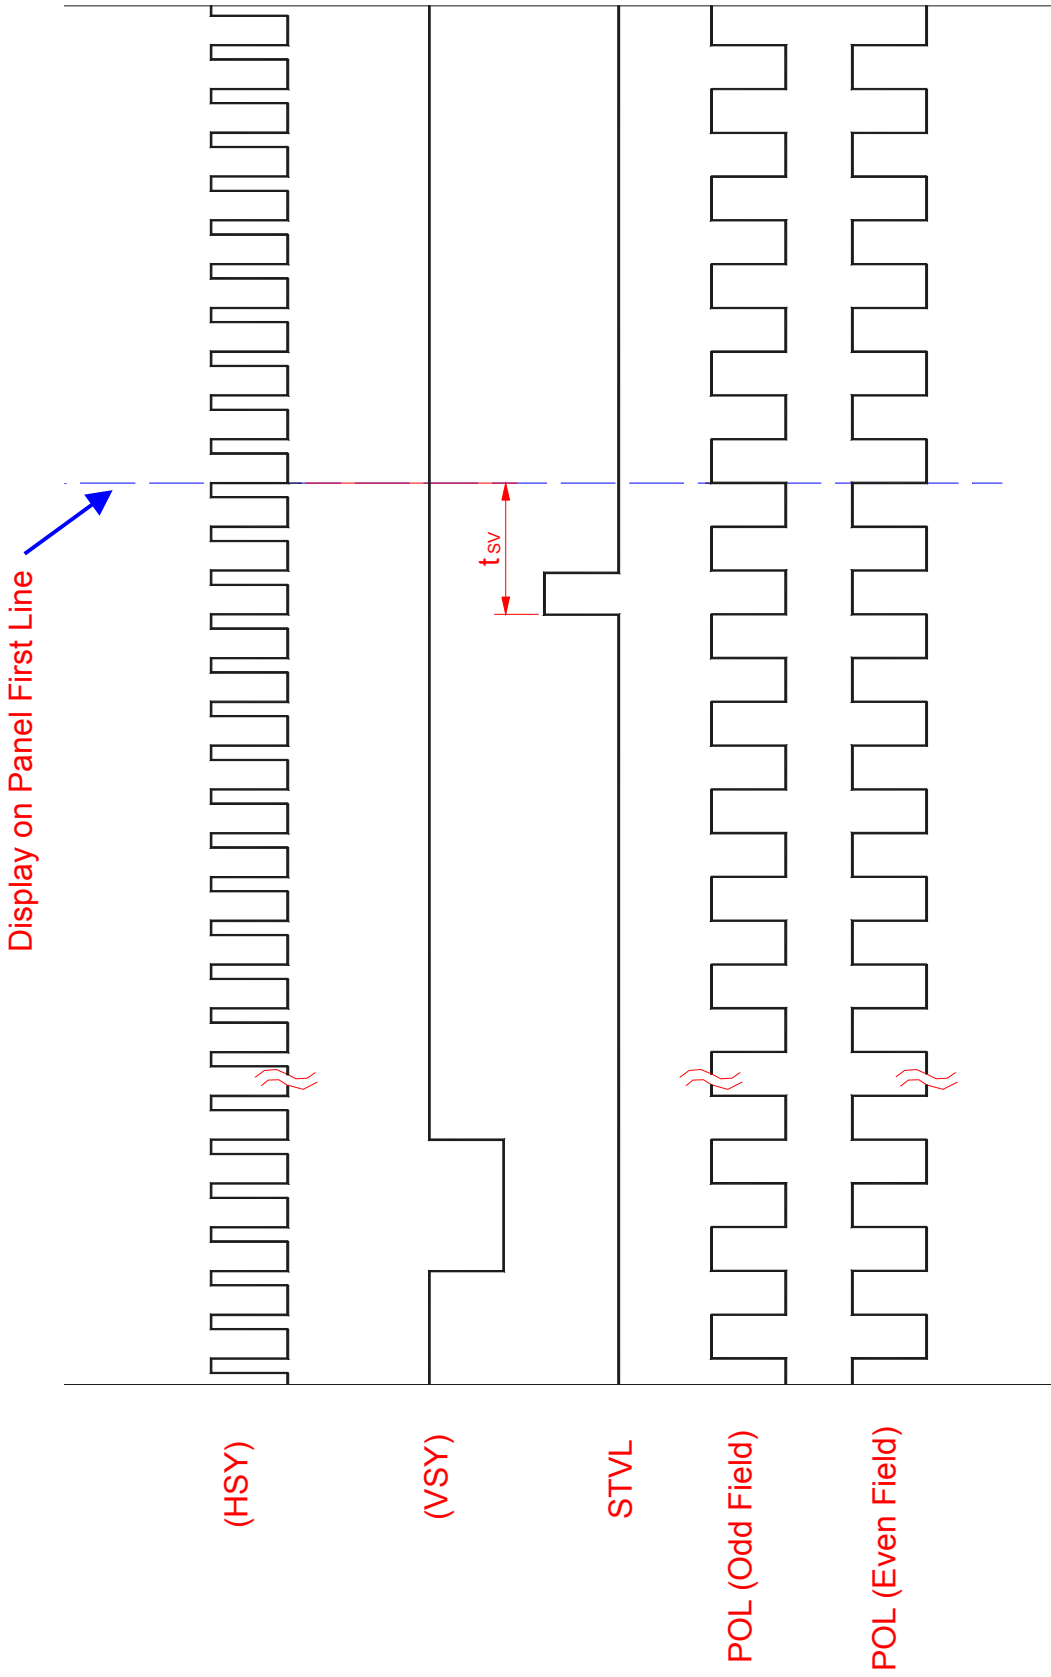 Display on Panel First Line
(HSY)
(VSY)
tsv
STVL
POL (Odd Field)
POL (Even Field)